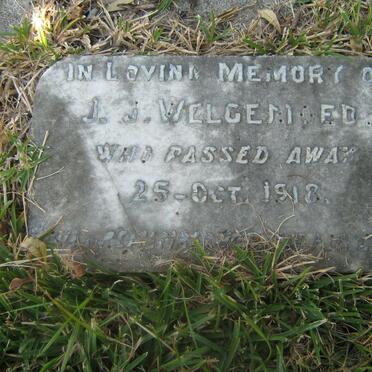 IN LOVING MEMORY O
J. J. WELGEMOED.
WHO PASSED AWAY
25-OCT. 1918.